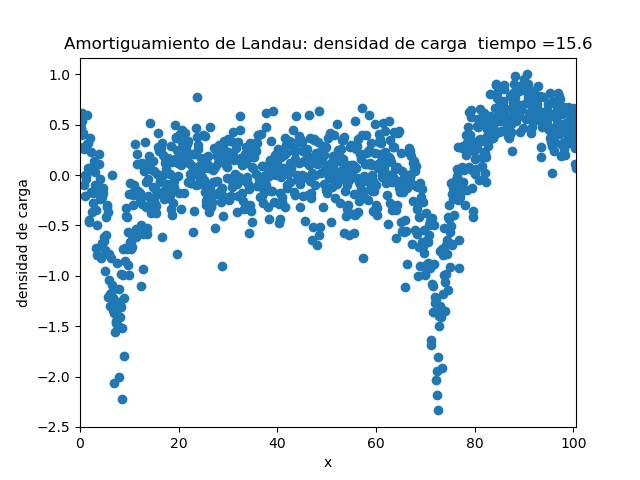 Amortiguamiento de Landau: densidad de carga  tiempo =15.6
1.0
0.5
0.0
−0.5
−1.0
−1.5
−2.0
−2.5
densidad de carga
0 20 40 60 80 100
x